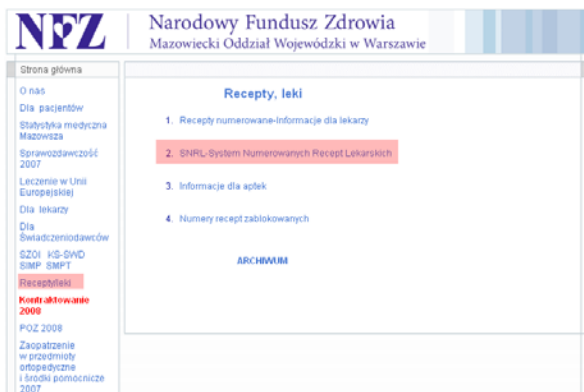 NFZ
Narodowy Fundusz Zdrowia
Mazowiecki Oddział Wojewódzki w Warszawie
Strona główna
O nas
Dla pacjentów
Statystyka medyczna
Mazowsza
Sprawozdawczość
2007
Leczenie w Unii
Europejskiej
Dla lekarzy
Dla
Świadczeniodawców
SZOI KS-SWD
SIMP SMPT
Recepty/leki
Kontraktowanie
2008
POZ 2008
Zaopatrzenie
w przedmioty
ortopedyczne
i środki pomocnicze
2007
Recepty, leki
1. Recepty numerowane-Informacje dla lekarzy
2. SNRL-System Numerowanych Recept Lekarskich
3. Informacje dla aptek
4. Numery recept zablokowanych
ARCHIWUM